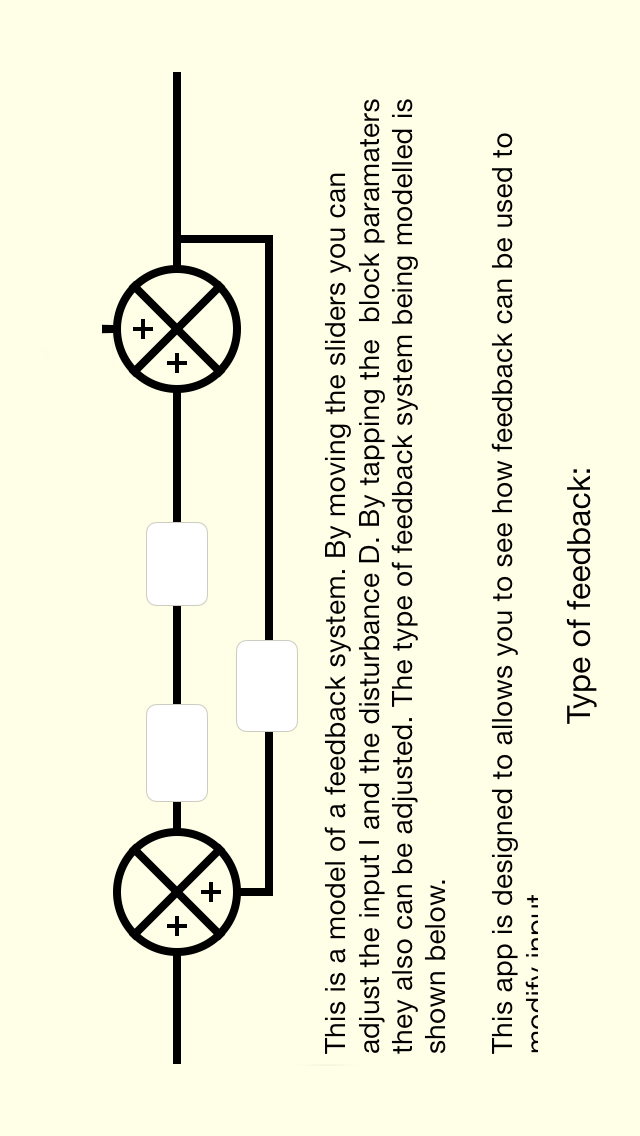 +
+
+
+
This is a model of a feedback system. By moving the sliders you can
adjust the input I and the disturbance D. By tapping the  block paramaters
they also can be adjusted. The type of feedback system being modelled is
shown below.
This app is designed to allows you to see how feedback can be used to
modify input
Type of feedback: